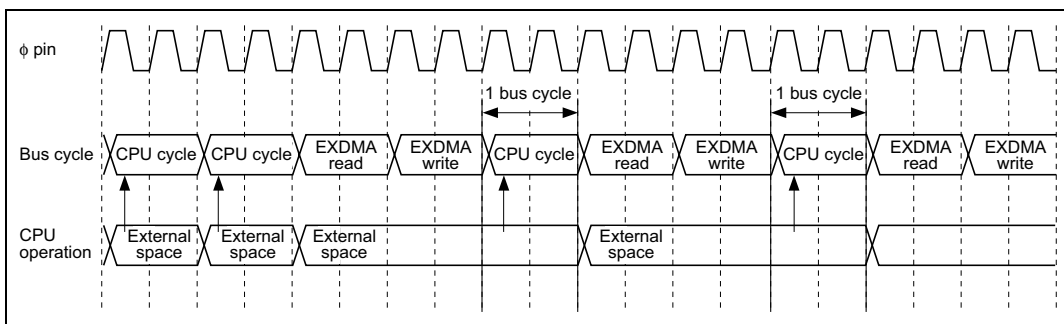 φ pin
1 bus cycle 1 bus cycle
Bus cycle CPU cycle CPU cycle EXDMA read EXDMA write CPU cycle EXDMA read EXDMA write CPU cycle EXDMA read EXDMA write
CPU operation External space External space External space External space